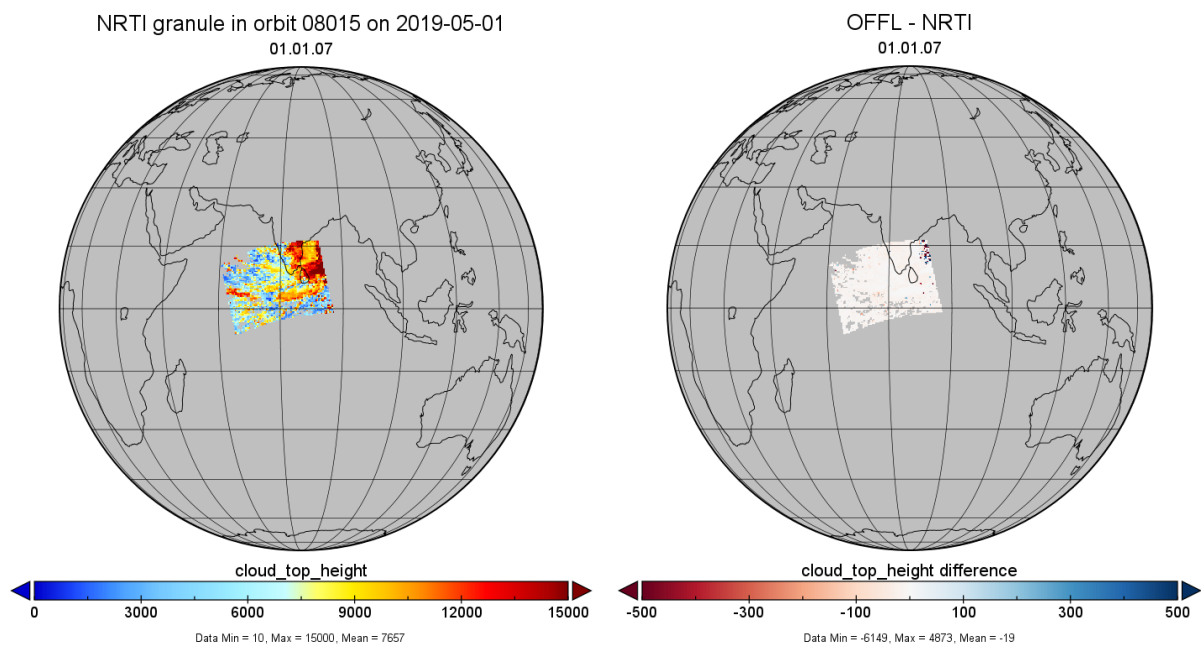 NRTI granule in orbit 08015 on 2019-05-01
01.01.07
cloud_top_height
0 3000 6000 9000 12000 15000
Data Min = 10, Max = 15000, Mean = 7657
OFFL - NRTI
01.01.07
cloud_top_height difference
-500 -300 -100 100 300 500
Data Min = -6149, Max = 4873, Mean = -19